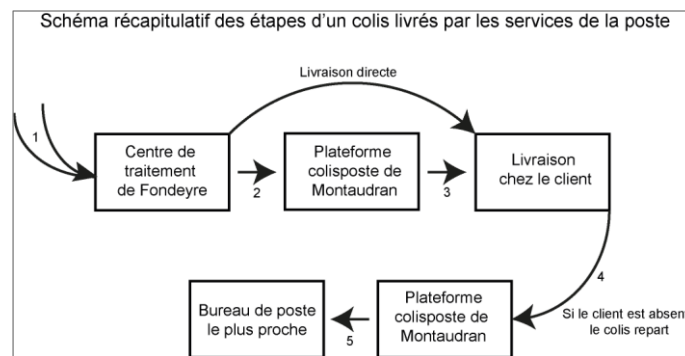 Schéma récapitulatif des étapes d'un colis livrés par les services de la poste
Livraison directe
1
Centre de
traitement
de Fondeyre
2
Plateforme
colisposte de
Montaudran
3
Livraison
chez le client
4
Si le client est absent
le colis repart
Plateforme
colisposte de
Montaudran
5
Bureau de poste
le plus proche